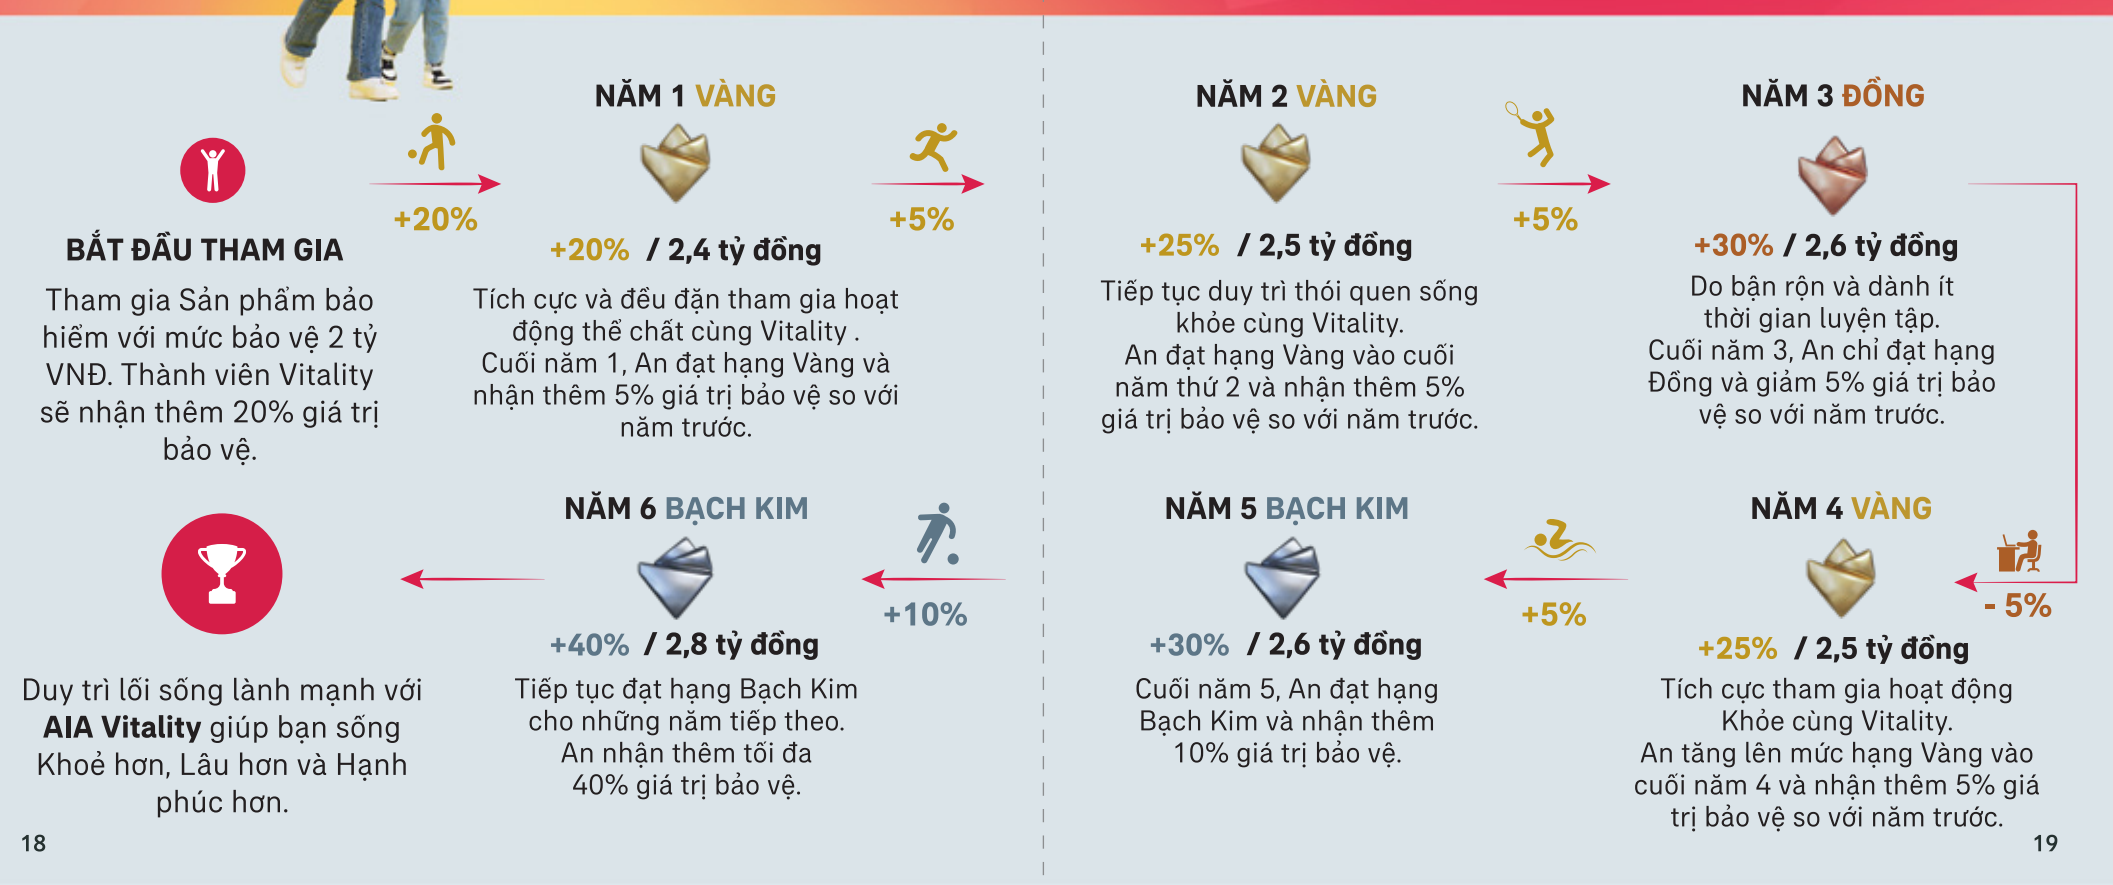 BẮT ĐẦU THAM GIA
Tham gia Sản phẩm bảo
hiểm với mức bảo vệ 2 tỷ
VNĐ. Thành viên Vitality
sẽ nhận thêm 20% giá trị
bảo vệ.
+20%
NĂM 1 VÀNG
+20% / 2,4 tỷ đồng
Tích cực và đều đặn tham gia hoạt
động thể chất cùng Vitality .
Cuối năm 1, An đạt hạng Vàng và
nhận thêm 5% giá trị bảo vệ so với
năm trước.
+5%
NĂM 2 VÀNG
+25% / 2,5 tỷ đồng
Tiếp tục duy trì thói quen sống
khỏe cùng Vitality.
An đạt hạng Vàng vào cuối
năm thứ 2 và nhận thêm 5%
giá trị bảo vệ so với năm trước.
+5%
NĂM 3 ĐỒNG
+30% / 2,6 tỷ đồng
Do bận rộn và dành ít
thời gian luyện tập.
Cuối năm 3, An chỉ đạt hạng
Đồng và giảm 5% giá trị bảo
vệ so với năm trước.
- 5%
NĂM 4 VÀNG
+25% / 2,5 tỷ đồng
Tích cực tham gia hoạt động
Khỏe cùng Vitality.
An tăng lên mức hạng Vàng vào
cuối năm 4 và nhận thêm 5% giá
trị bảo vệ so với năm trước.
+5%
NĂM 5 BẠCH KIM
+30% / 2,6 tỷ đồng
Cuối năm 5, An đạt hạng
Bạch Kim và nhận thêm
10% giá trị bảo vệ.
+10%
NĂM 6 BẠCH KIM
+40% / 2,8 tỷ đồng
Tiếp tục đạt hạng Bạch Kim
cho những năm tiếp theo.
An nhận thêm tối đa
40% giá trị bảo vệ.
Duy trì lối sống lành mạnh với
AIA Vitality giúp bạn sống
Khoẻ hơn, Lâu hơn và Hạnh
phúc hơn.
18
19